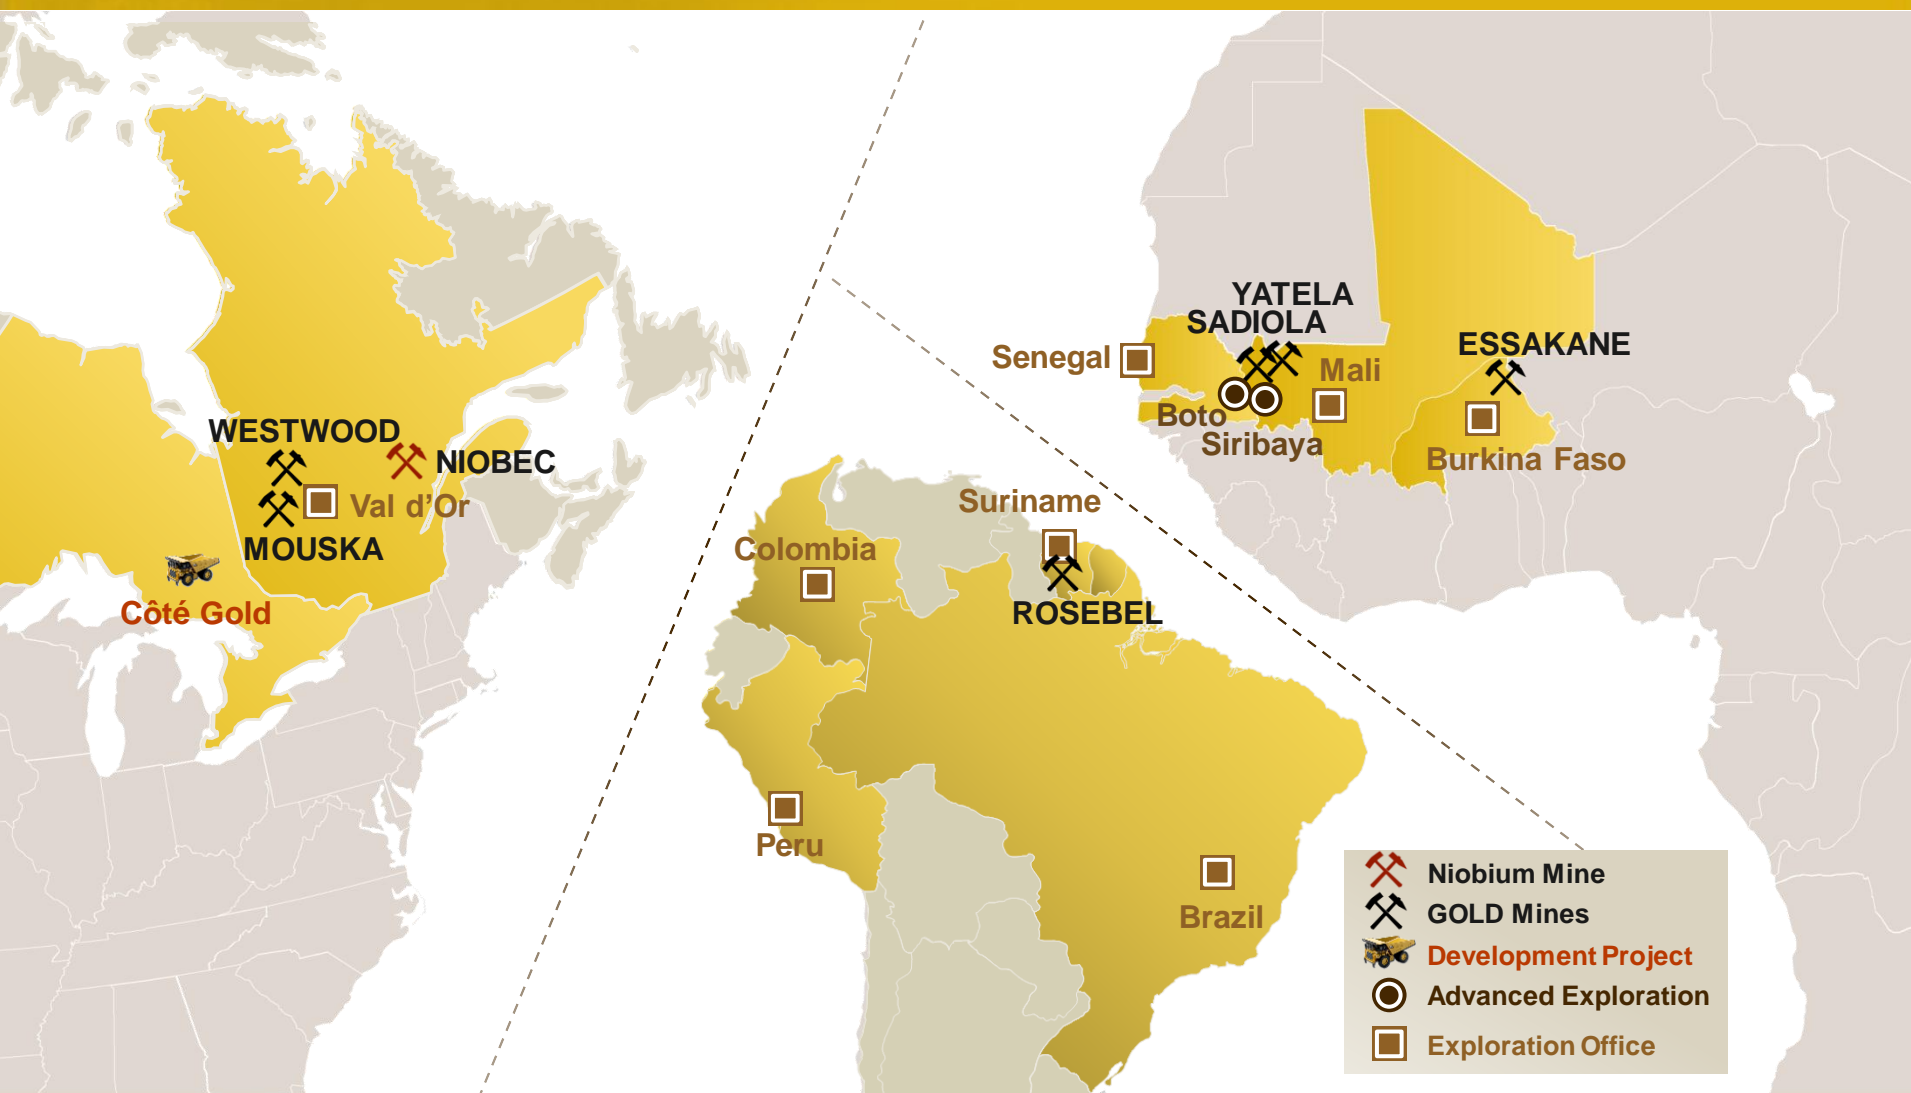 WESTWOOD
NIOBEC
Val d'Or
MOUSKA
Côté Gold
Suriname
Colombia
ROSEBEL
Peru
Brazil
YATELA
SADIOLA
ESSAKANE
Senegal
Mali
Boto
Siribaya
Burkina Faso
Niobium Mine
GOLD Mines
Development Project
Advanced Exploration
Exploration Office